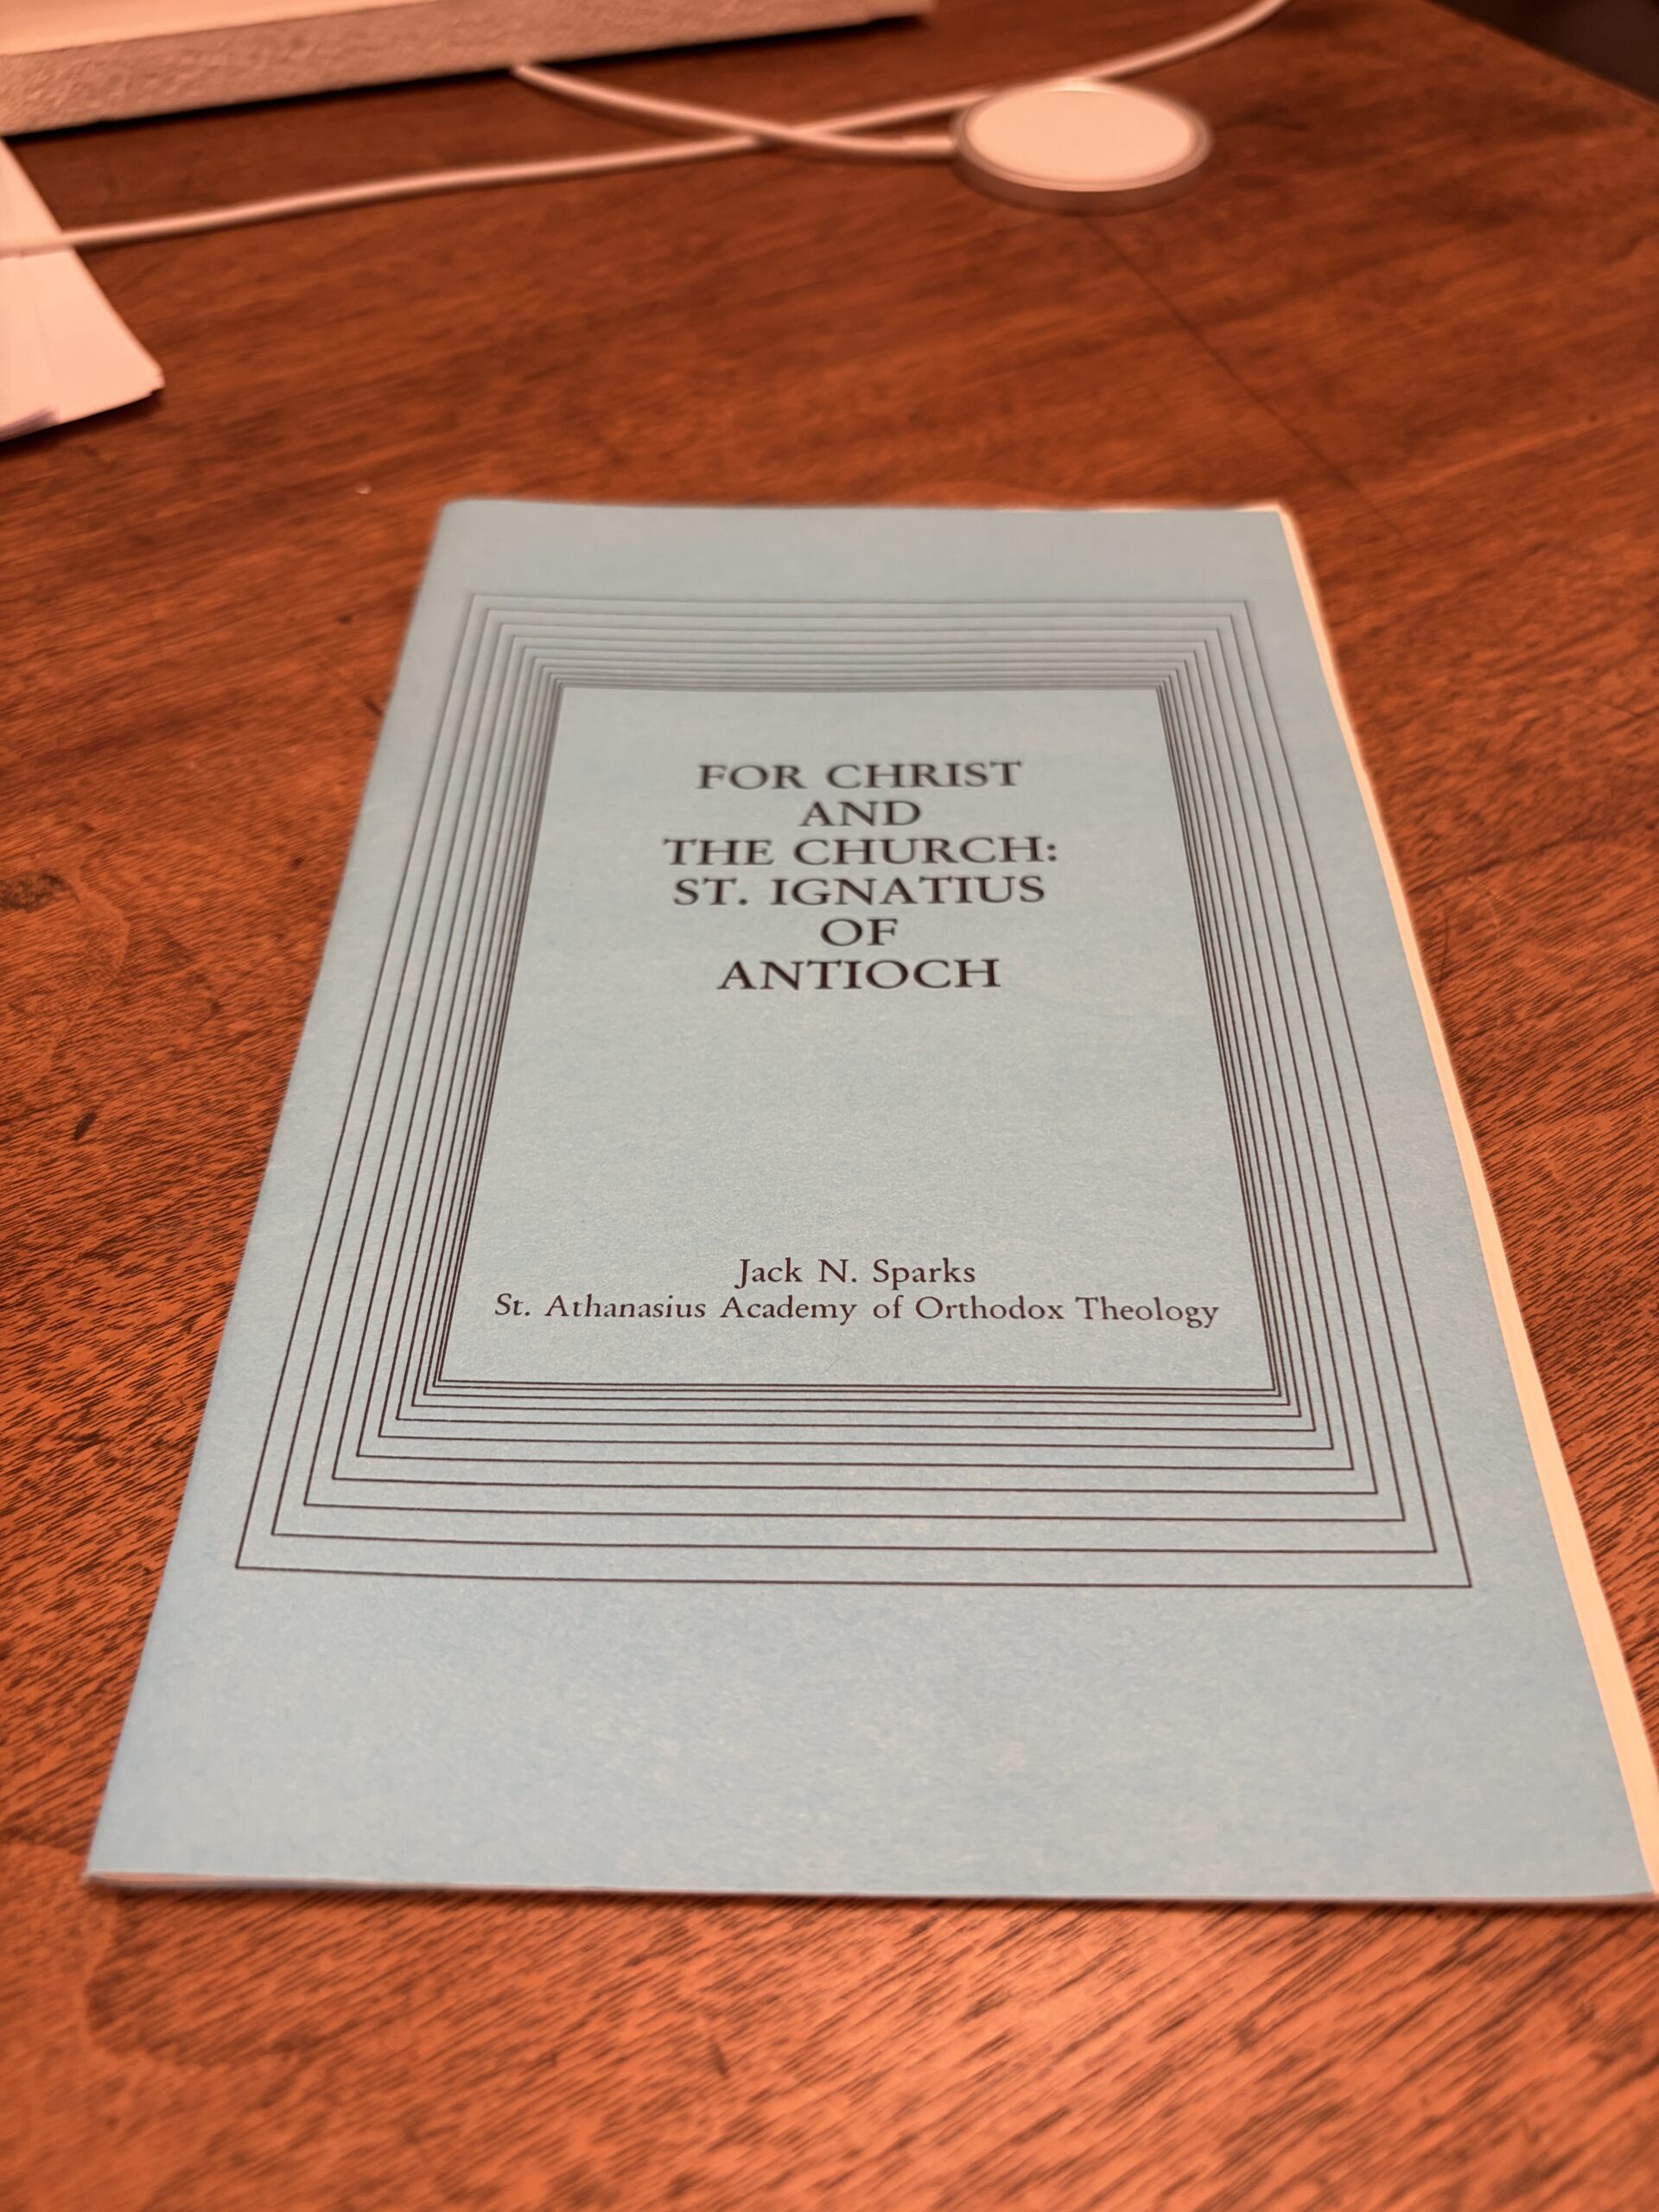 FOR CHRIST
AND
THE CHURCH:
ST. IGNATIUS
OF
ANTIOCH
Jack N. Sparks
St. Athanasius Academy of Orthodox Theology